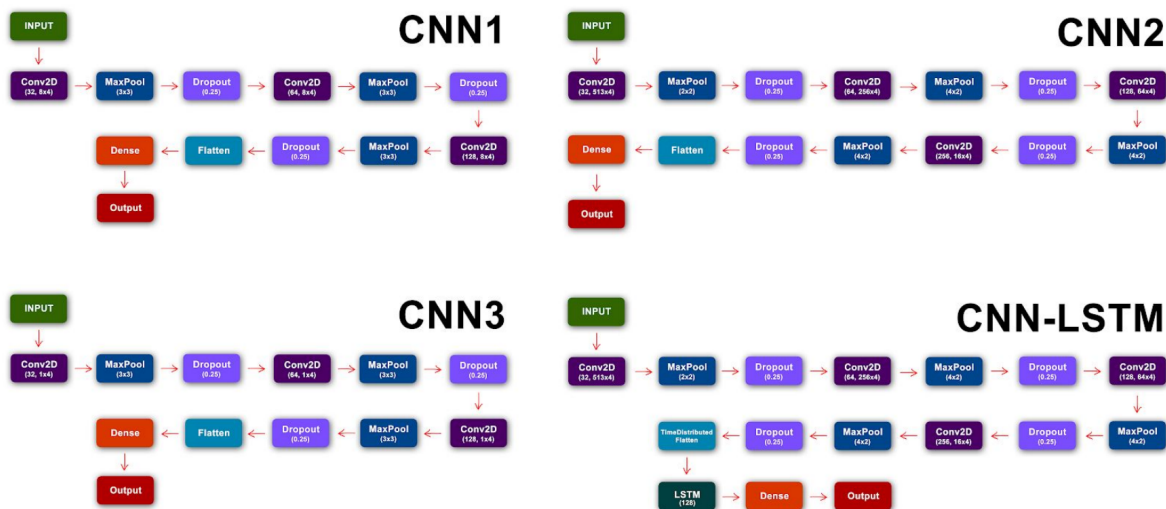 CNN1
INPUT
Conv2D
(32, 8x4)
MaxPool
(3x3)
Dropout
(0.25)
Conv2D
(64, 8x4)
MaxPool
(3x3)
Dropout
(0.25)
Conv2D
(128, 8x4)
MaxPool
(3x3)
Dropout
(0.25)
Flatten
Dense
Output
CNN2
INPUT
Conv2D
(32, 513x4)
MaxPool
(2x2)
Dropout
(0.25)
Conv2D
(64, 256x4)
MaxPool
(4x2)
Dropout
(0.25)
Conv2D
(128, 64x4)
MaxPool
(4x2)
Dropout
(0.25)
Conv2D
(256, 16x4)
MaxPool
(4x2)
Dropout
(0.25)
Flatten
Dense
Output
CNN3
INPUT
Conv2D
(32, 1x4)
MaxPool
(3x3)
Dropout
(0.25)
Conv2D
(64, 1x4)
MaxPool
(3x3)
Dropout
(0.25)
Conv2D
(128, 1x4)
MaxPool
(3x3)
Dropout
(0.25)
Flatten
Dense
Output
CNN-LSTM
INPUT
Conv2D
(32, 513x4)
MaxPool
(2x2)
Dropout
(0.25)
Conv2D
(64, 256x4)
MaxPool
(4x2)
Dropout
(0.25)
Conv2D
(128, 64x4)
MaxPool
(4x2)
Dropout
(0.25)
Conv2D
(256, 16x4)
MaxPool
(4x2)
Dropout
(0.25)
TimeDistributed
Flatten
LSTM
(128)
Dense
Output